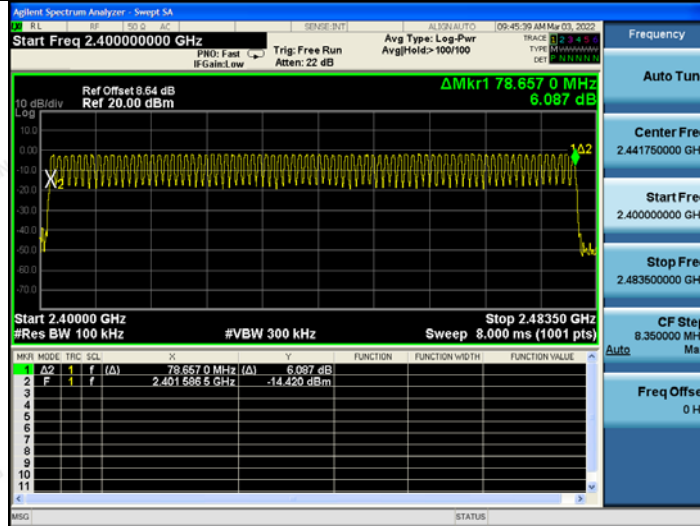 Agilent Spectrum Analyzer - Swept SA
RL RF 50 Ω AC SENSE:INT ALIGN AUTO 09:45:39 AM Mar 03, 2022
Start Freq 2.400000000 GHz
PNO: Fast
IFGain:Low
Trig: Free Run
Atten: 22 dB
Avg Type: Log-Pwr
Avg|Hold:> 100/100
TRACE 1 2 3 4 5 6
TYPE M
DET P N N N N N
ΔMkr1 78.657 0 MHz
6.087 dB
Ref Offset 8.64 dB
10 dB/div Ref 20.00 dBm
Log
10.0
0.00
-10.0
-20.0
-30.0
-40.0
-50.0
-60.0
-70.0
1Δ2
2
Start 2.40000 GHz Stop 2.48350 GHz
#Res BW 100 kHz #VBW 300 kHz Sweep 8.000 ms (1001 pts)
MKR MODE TRC SCL X Y FUNCTION FUNCTION WIDTH FUNCTION VALUE
1 Δ2 1 f (Δ) 78.657 0 MHz (Δ) 6.087 dB
2 F 1 f 2.401 586 5 GHz -14.420 dBm
3
4
5
6
7
8
9
10
11
MSG STATUS
Frequency
Auto Tun
Center Fre
2.441750000 GH
Start Fre
2.400000000 GH
Stop Fre
2.483500000 GH
CF Step
8.350000 MH
Auto Ma
Freq Offse
0 H